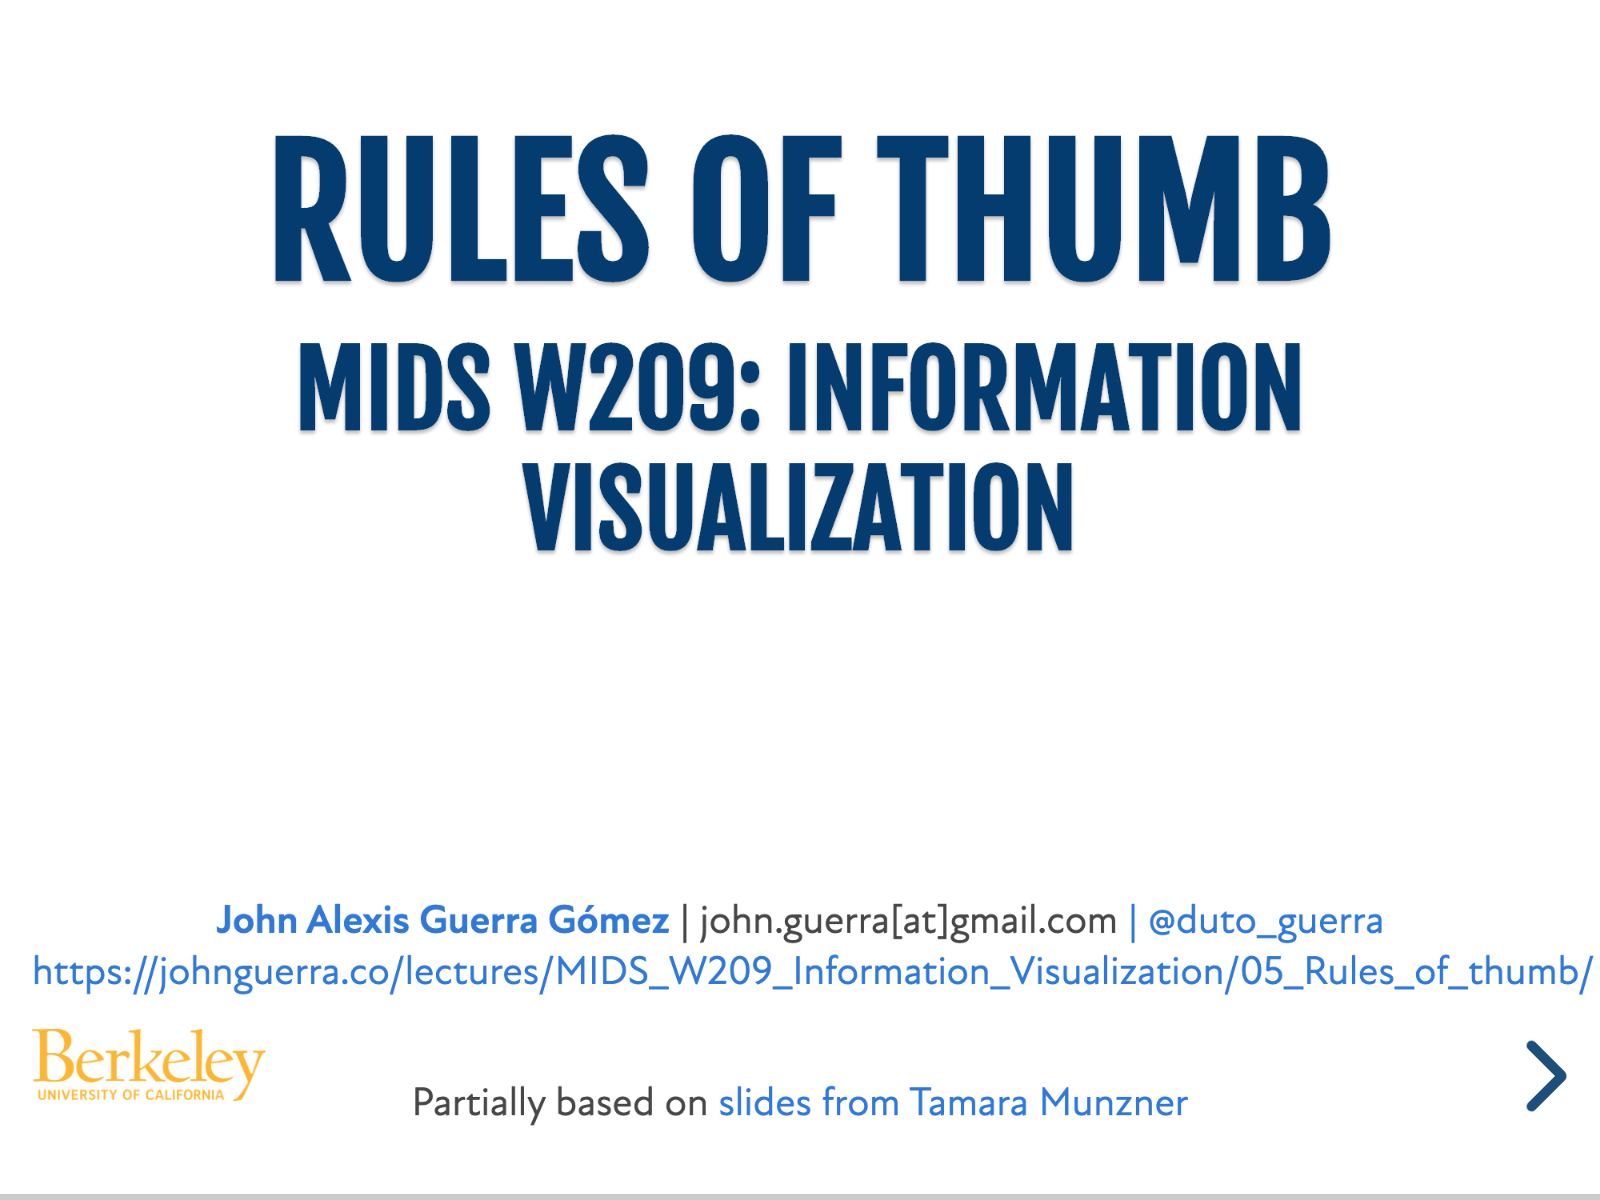 RULES OF THUMB
MIDS W209: INFORMATION
VISUALIZATION
John Alexis Guerra Gómez | john.guerra[at]gmail.com | @duto_guerra
https://johnguerra.co/lectures/MIDS_W209_Information_Visualization/05_Rules_of_thumb/
Berkeley
UNIVERSITY OF CALIFORNIA
Partially based on slides from Tamara Munzner